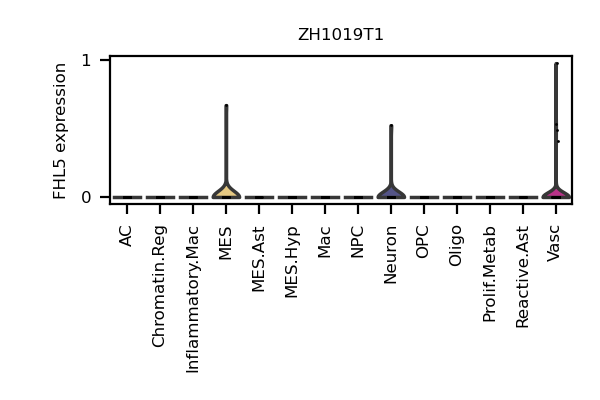 ZH1019T1
FHL5 expression
1
0
AC
Chromatin.Reg
Inflammatory.Mac
MES
MES.Ast
MES.Hyp
Mac
NPC
Neuron
OPC
Oligo
Prolif.Metab
Reactive.Ast
Vasc